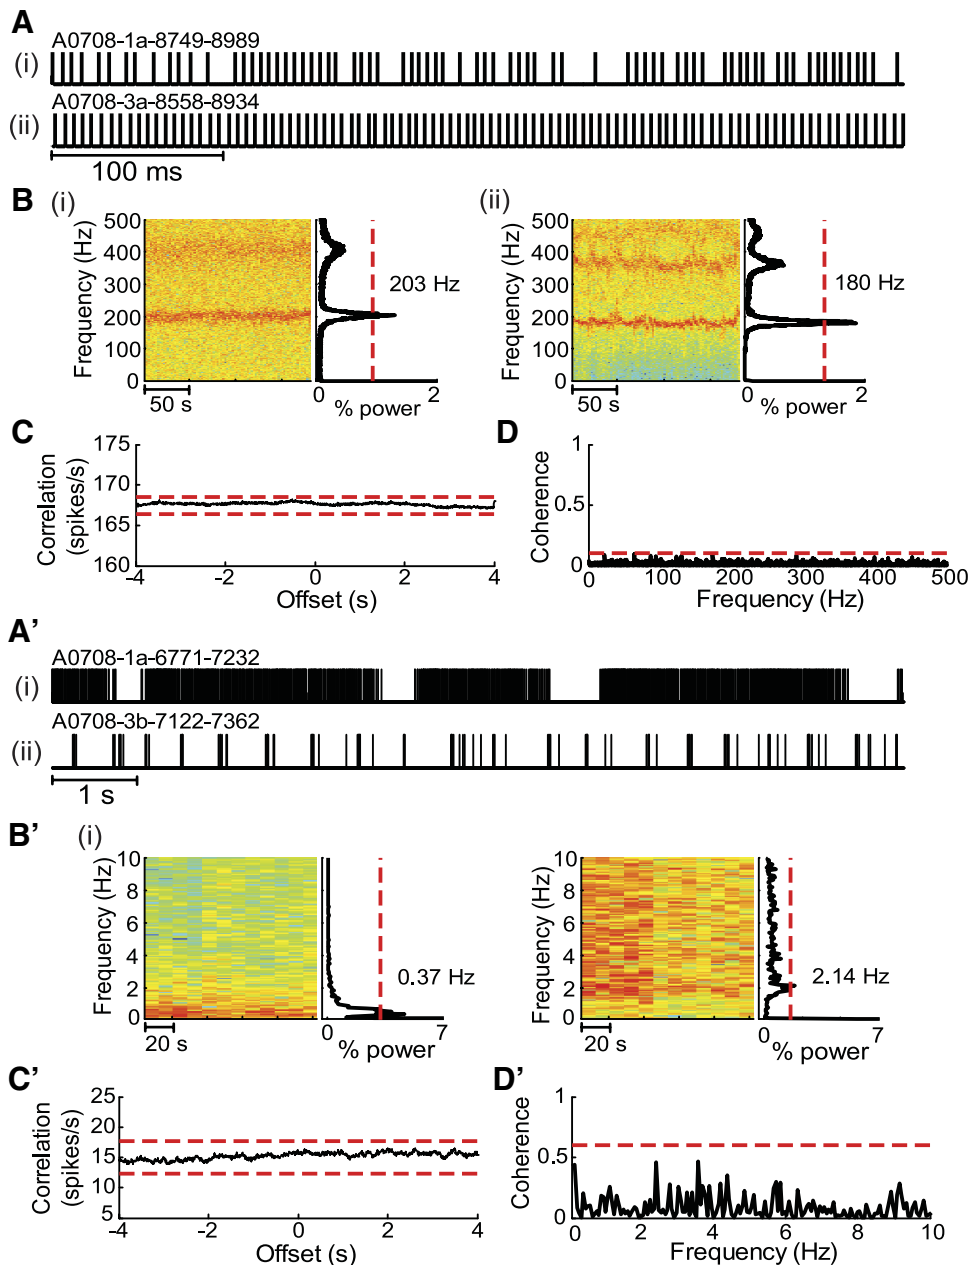 A
A0708-1a-8749-8989
(i)
A0708-3a-8558-8934
(ii)
100 ms
B
(i)
Frequency (Hz)
500
400
300
200
100
0
50 s
203 Hz
0
2
% power
(ii)
Frequency (Hz)
500
400
300
200
100
0
50 s
180 Hz
0
2
% power
C
Correlation
(spikes/s)
175
170
165
160
-4
-2
0
2
4
Offset (s)
D
Coherence
1
0.5
0
0
100
200
300
400
500
Frequency (Hz)
A'
A0708-1a-6771-7232
(i)
A0708-3b-7122-7362
(ii)
1 s
B'
(i)
Frequency (Hz)
10
8
6
4
2
0
20 s
0.37 Hz
0
7
% power
Frequency (Hz)
10
8
6
4
2
0
20 s
2.14 Hz
0
7
% power
C'
Correlation
(spikes/s)
25
20
15
10
5
-4
-2
0
2
4
Offset (s)
D'
Coherence
1
0.5
0
0
2
4
6
8
10
Frequency (Hz)